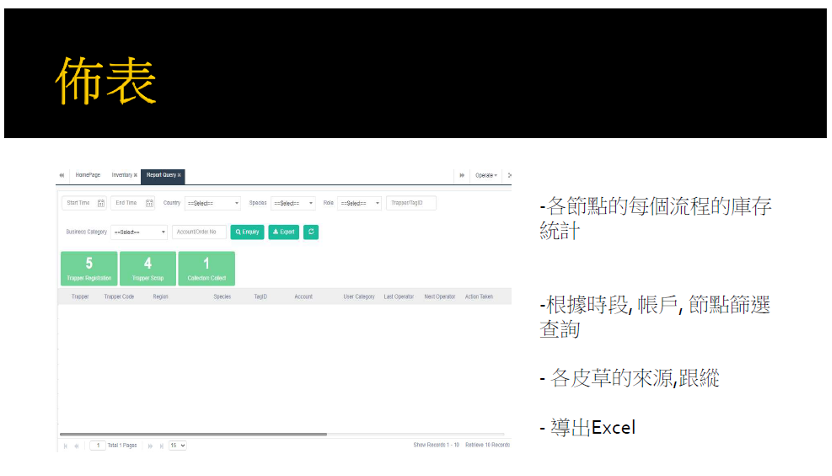 佈表
HomePage Inventory Report Query Operate
Start Time End Time Country ==Select== Species ==Select== Role ==Select== Trapper/TagID
Business Category ==Select== Account/Order No Enquiry Export
5 4 1
Trapper Registration Trapper Scrap Collection Collect
Trapper Trapper Code Region Species TagID Account User Category Last Operator Next Operator Action Taken
1 Total 1 Pages 10 Show Records 1 - 10 Retrieve 10 Records
-各節點的每個流程的庫存
統計
-根據時段, 帳戶, 節點篩選
查詢
- 各皮草的來源,跟縱
- 導出Excel